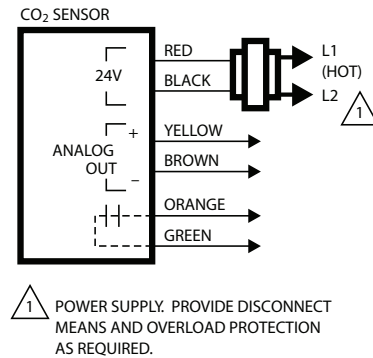 CO₂ SENSOR
RED
L1
(HOT)
24V
BLACK
L2
1
+
YELLOW
ANALOG
OUT
BROWN
–
ORANGE
GREEN
1 POWER SUPPLY. PROVIDE DISCONNECT
MEANS AND OVERLOAD PROTECTION
AS REQUIRED.